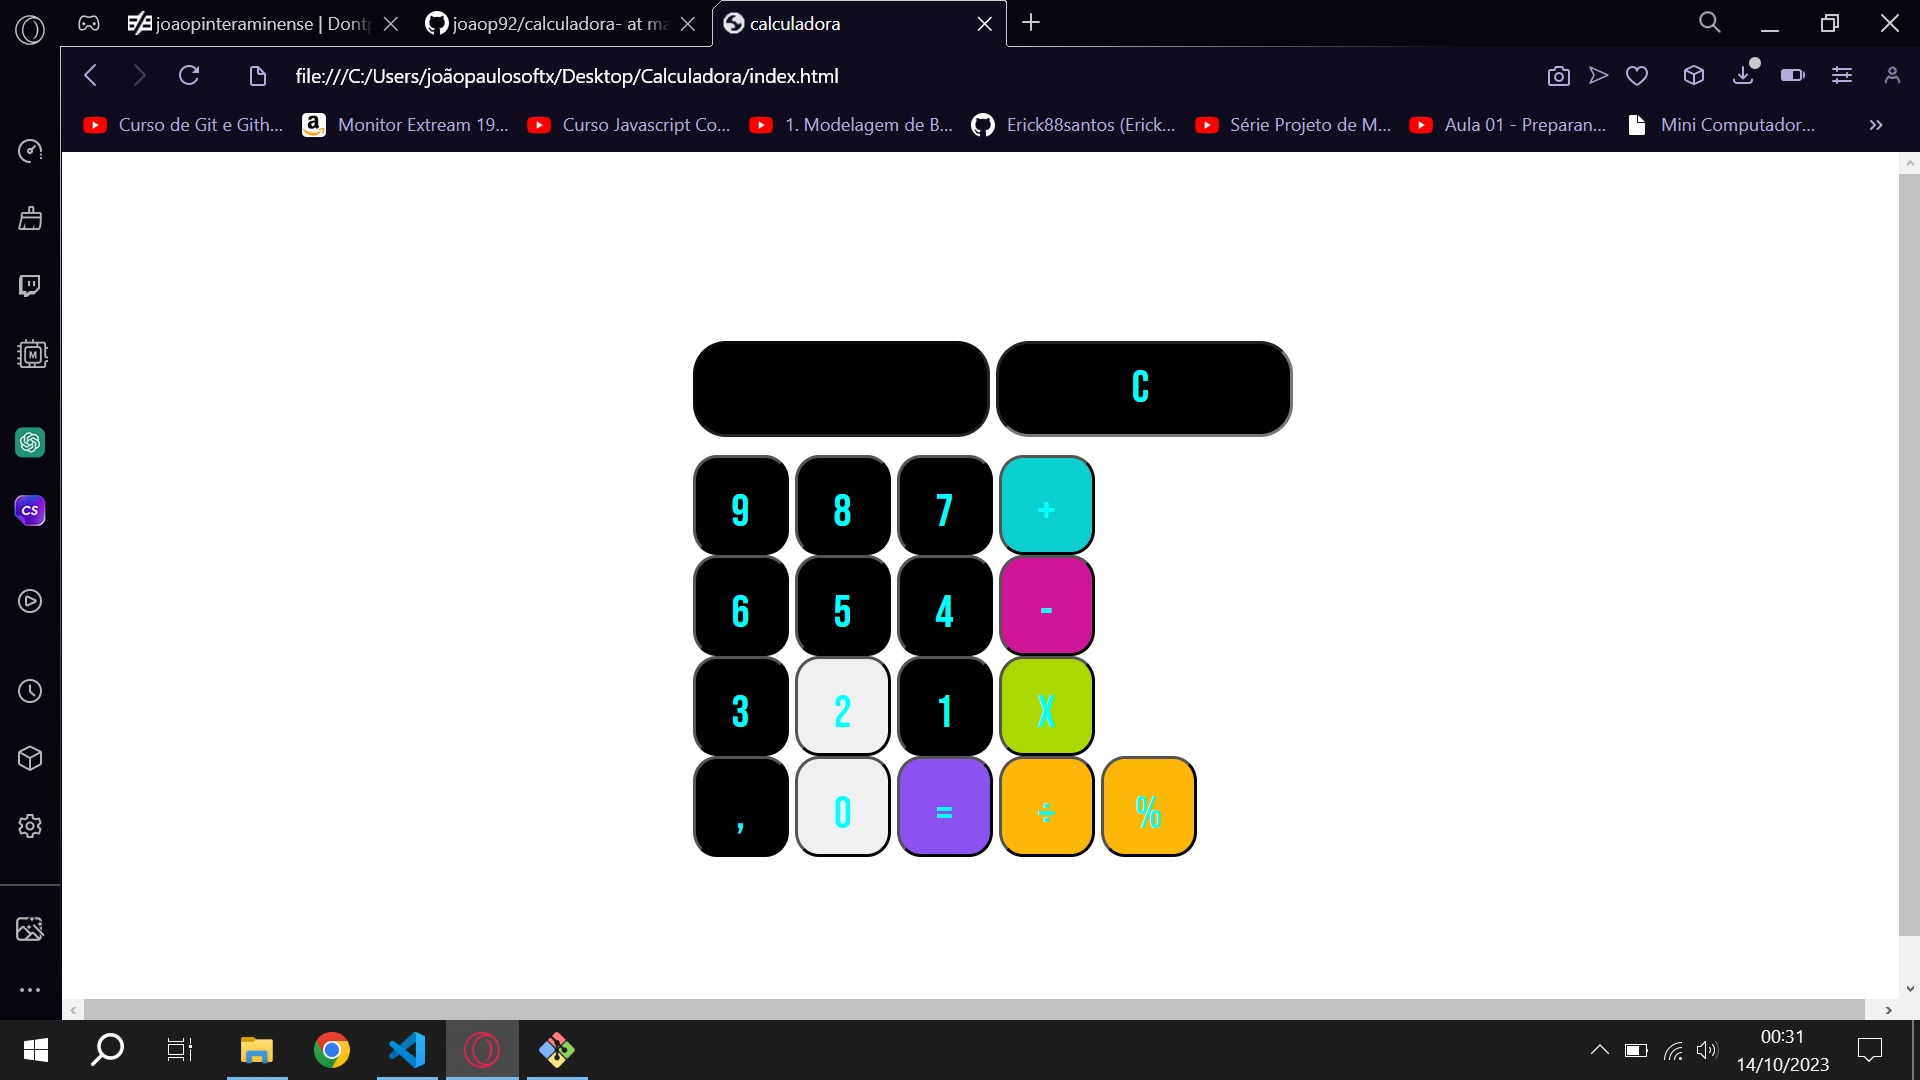 joaopinteraminense | Dont
joaop92/calculadora- at ma
calculadora
file:///C:/Users/joãopaulosoftx/Desktop/Calculadora/index.html
Curso de Git e Gith...
Monitor Extream 19...
Curso Javascript Co...
1. Modelagem de B...
Erick88santos (Erick...
Série Projeto de M...
Aula 01 - Preparan...
Mini Computador...
»
M
CS
C
9 8 7 +
6 5 4 -
3 2 1 X
, 0 = ÷ %
00:31
14/10/2023